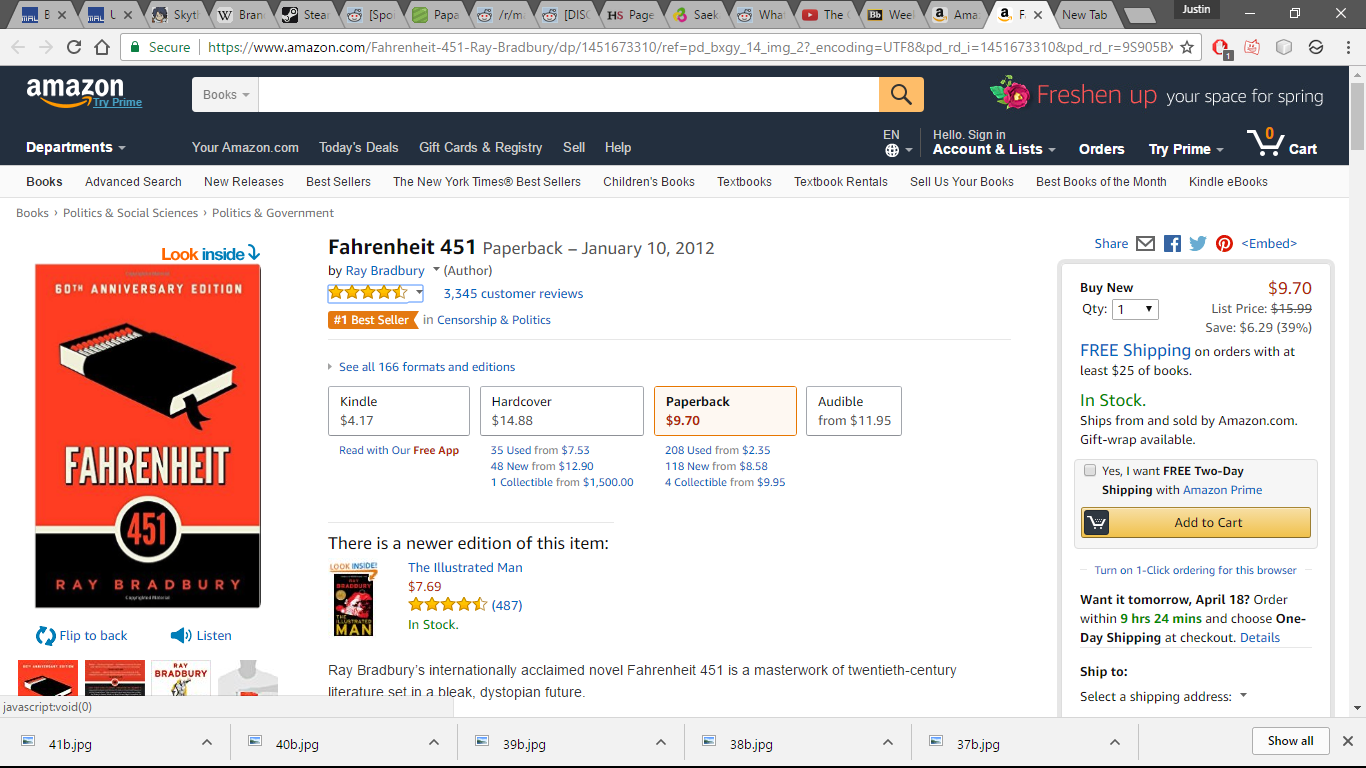 B
U
Skyt
Bran
Stear
[Spo
Papa
/r/m
[DISC
Page
Saek
What
The
Weel
Ama
F
New Tab
Justin
Secure
https://www.amazon.com/Fahrenheit-451-Ray-Bradbury/dp/1451673310/ref=pd_bxgy_14_img_2?_encoding=UTF8&pd_rd_i=1451673310&pd_rd_r=9S905BX
1
amazon
Try Prime
Books
Freshen up your space for spring
Departments
Your Amazon.com Today's Deals Gift Cards & Registry Sell Help
EN
Hello. Sign in
Account & Lists
Orders
Try Prime
0
Cart
Books Advanced Search New Releases Best Sellers The New York Times® Best Sellers Children's Books Textbooks Textbook Rentals Sell Us Your Books Best Books of the Month Kindle eBooks
Books › Politics & Social Sciences › Politics & Government
Look inside
60TH ANNIVERSARY EDITION
FAHRENHEIT
451
RAY BRADBURY
Copyrighted Material
Flip to back
Listen
Fahrenheit 451 Paperback – January 10, 2012
by Ray Bradbury (Author)
3,345 customer reviews
#1 Best Seller in Censorship & Politics
See all 166 formats and editions
Kindle
$4.17
Read with Our Free App
Hardcover
$14.88
35 Used from $7.53
48 New from $12.90
1 Collectible from $1,500.00
Paperback
$9.70
208 Used from $2.35
118 New from $8.58
4 Collectible from $9.95
Audible
from $11.95
There is a newer edition of this item:
LOOK INSIDE!
RAY BRADBURY
THE ILLUSTRATED MAN
The Illustrated Man
$7.69
(487)
In Stock.
Ray Bradbury's internationally acclaimed novel Fahrenheit 451 is a masterwork of twentieth-century
literature set in a bleak, dystopian future.
Share
<Embed>
Buy New
$9.70
Qty: 1
List Price: $15.99
Save: $6.29 (39%)
FREE Shipping on orders with at
least $25 of books.
In Stock.
Ships from and sold by Amazon.com.
Gift-wrap available.
Yes, I want FREE Two-Day
Shipping with Amazon Prime
Add to Cart
Turn on 1-Click ordering for this browser
Want it tomorrow, April 18? Order
within 9 hrs 24 mins and choose One-
Day Shipping at checkout. Details
Ship to:
Select a shipping address:
RAY
BRADBURY
javascript:void(0)
41b.jpg
40b.jpg
39b.jpg
38b.jpg
37b.jpg
Show all